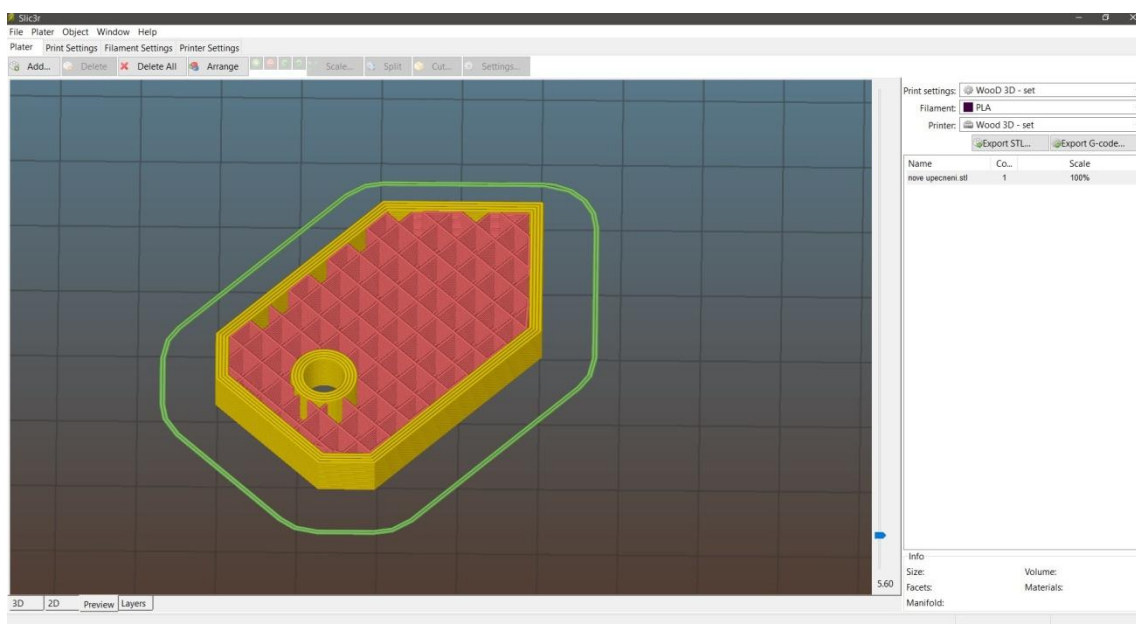 Slic3r
File Plater Object Window Help
Plater Print Settings Filament Settings Printer Settings
Add... Delete Delete All Arrange Scale... Split Cut... Settings...
Print settings: WooD 3D - set
Filament: PLA
Printer: Wood 3D - set
Export STL... Export G-code...
Name Co... Scale
nove upecneni.stl 1 100%
Info
Size: Volume:
5.60
Facets: Materials:
Manifold:
3D 2D Preview Layers